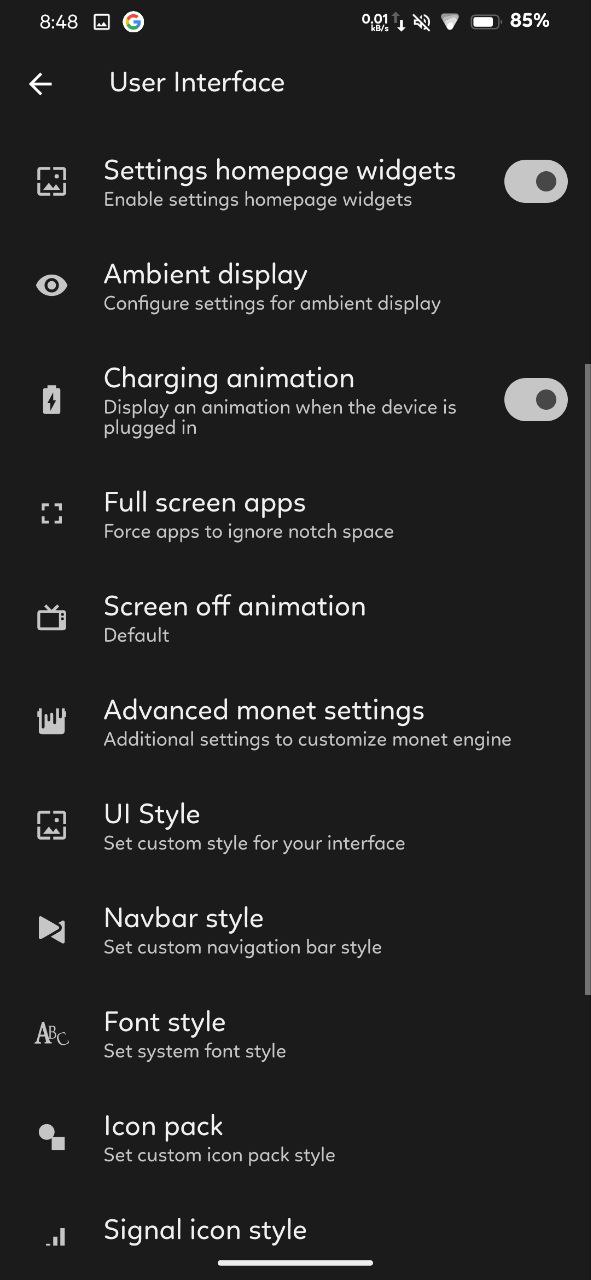 8:48
0.01
kB/s
85%
User Interface
Settings homepage widgets
Enable settings homepage widgets
Ambient display
Configure settings for ambient display
Charging animation
Display an animation when the device is
plugged in
Full screen apps
Force apps to ignore notch space
Screen off animation
Default
Advanced monet settings
Additional settings to customize monet engine
UI Style
Set custom style for your interface
Navbar style
Set custom navigation bar style
ABC
Font style
Set system font style
Icon pack
Set custom icon pack style
Signal icon style